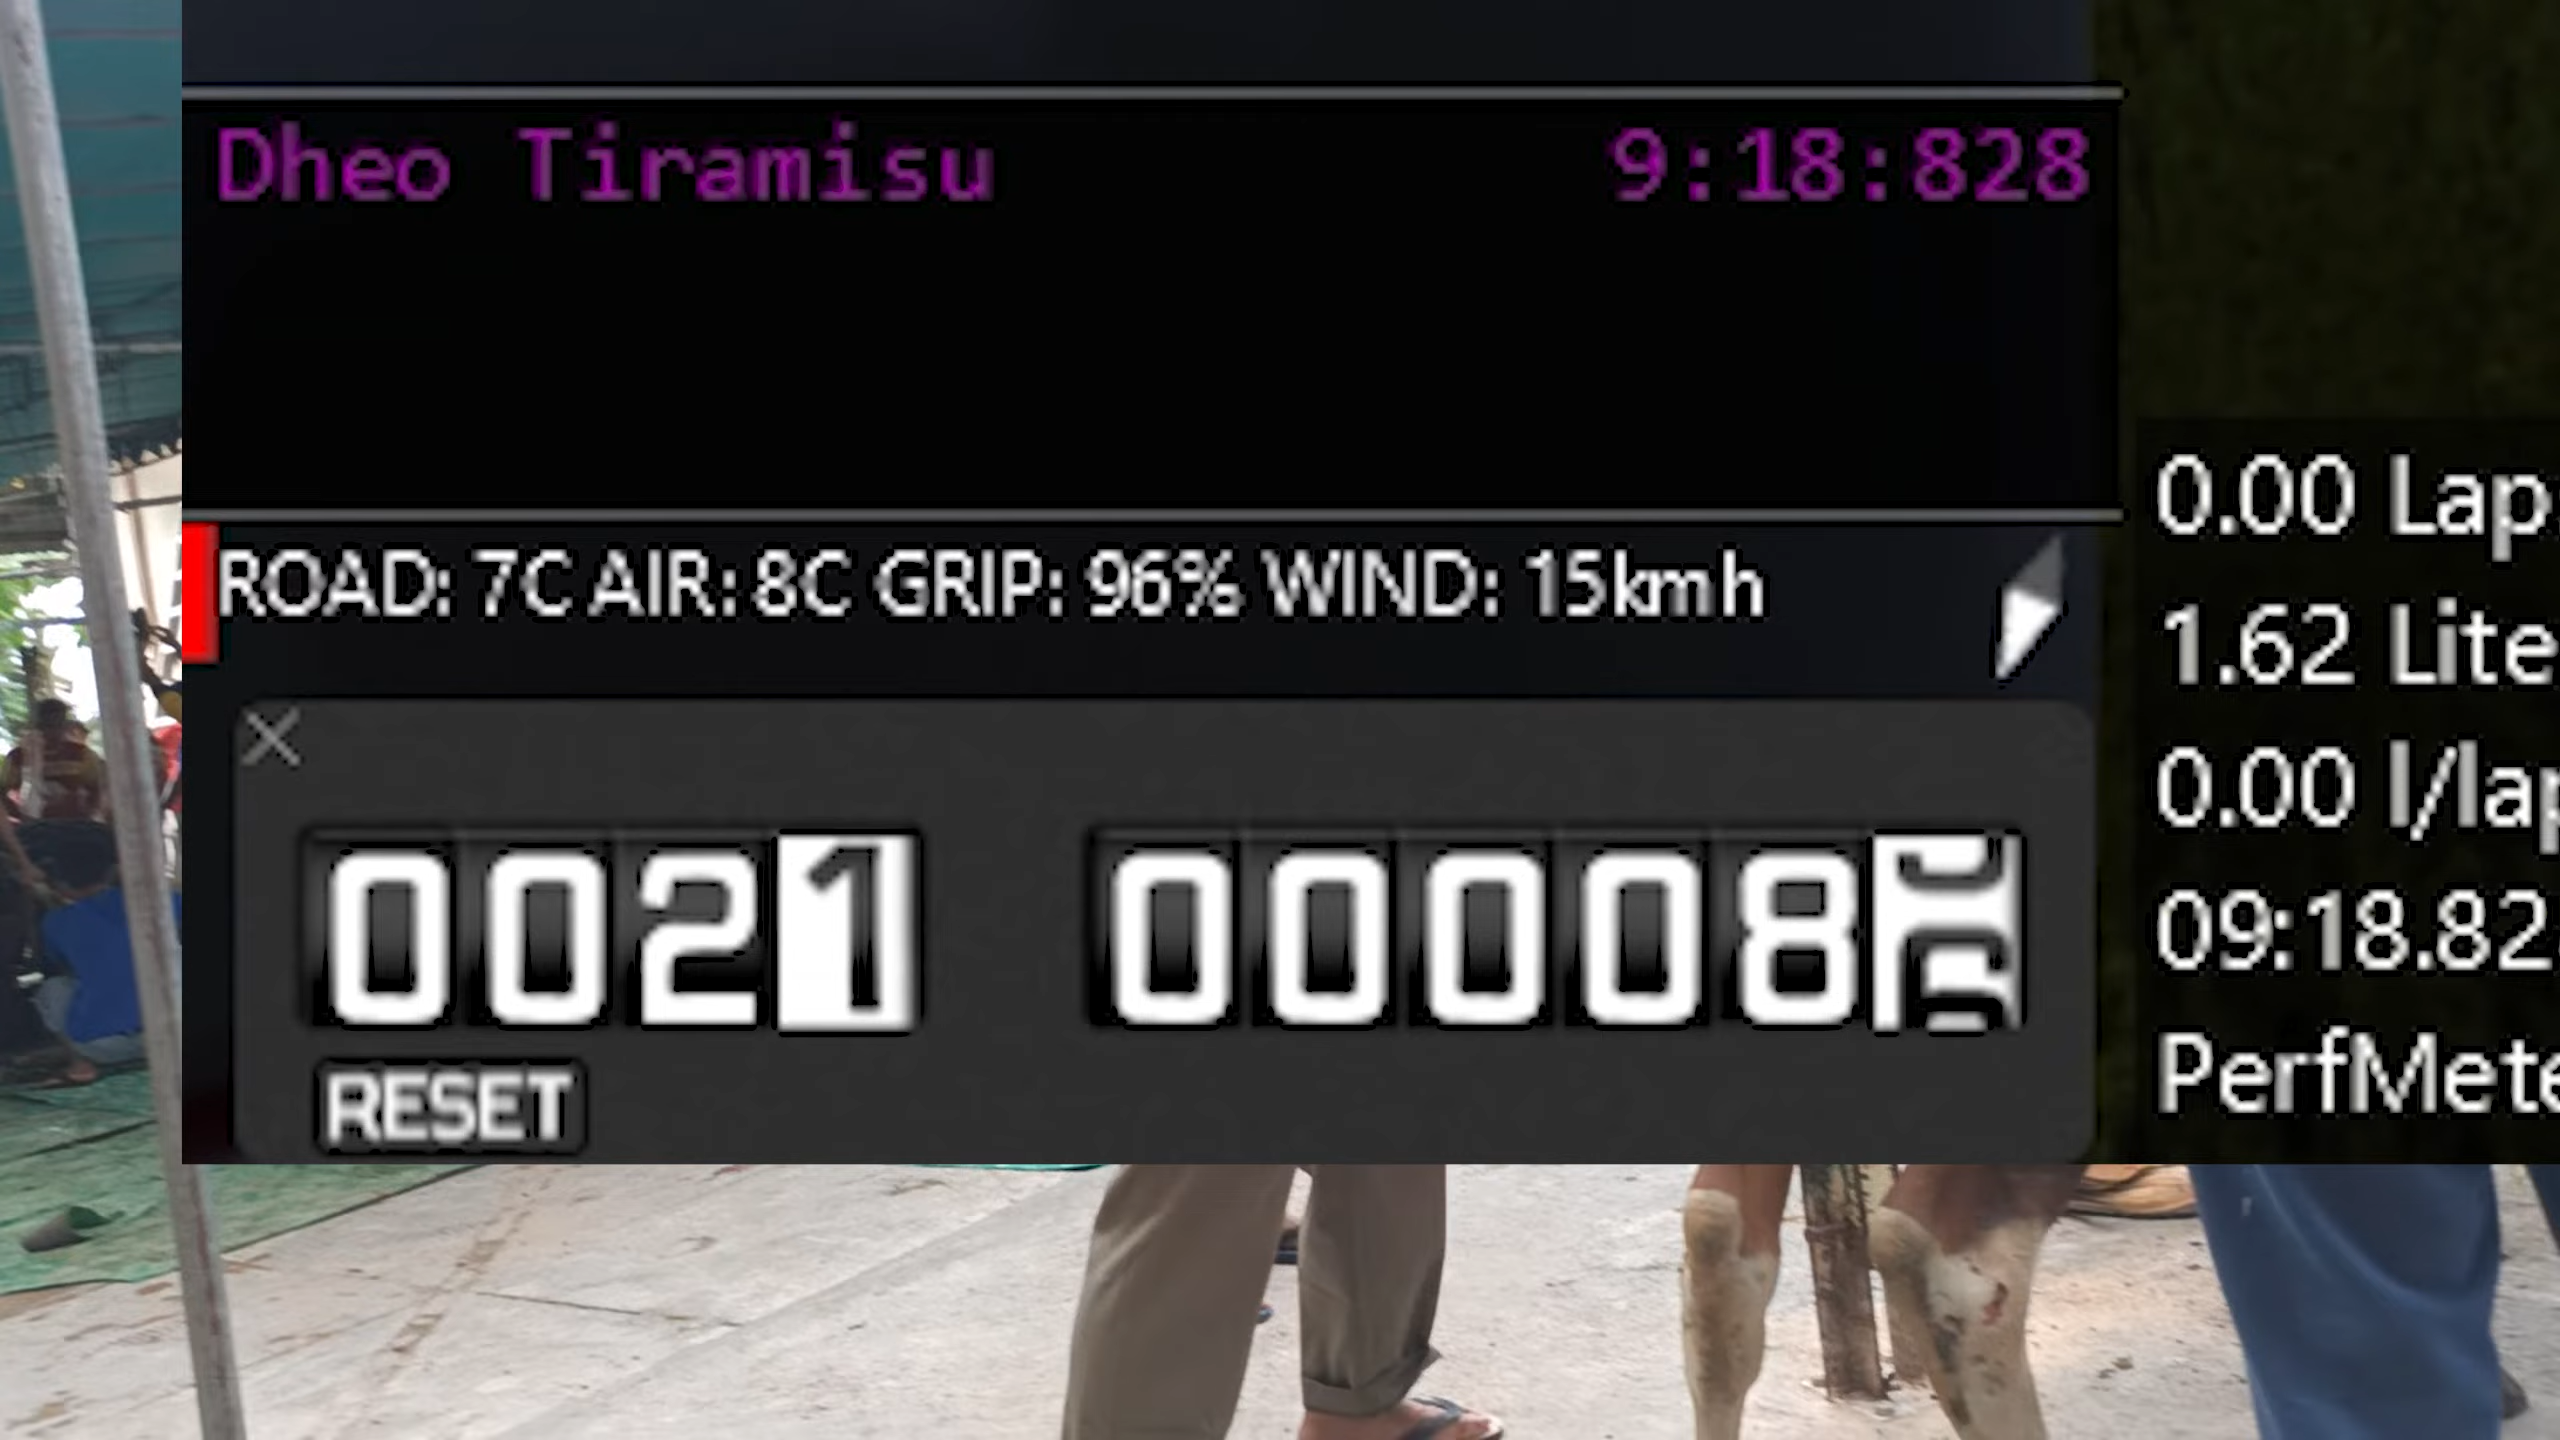 Dheo Tiramisu 9:18:828
0.00 Lap
ROAD: 7C AIR: 8C GRIP: 96% WIND: 15kmh
1.62 Lite
0.00 l/lap
0021 00008
09:18.82
PerfMete
RESET